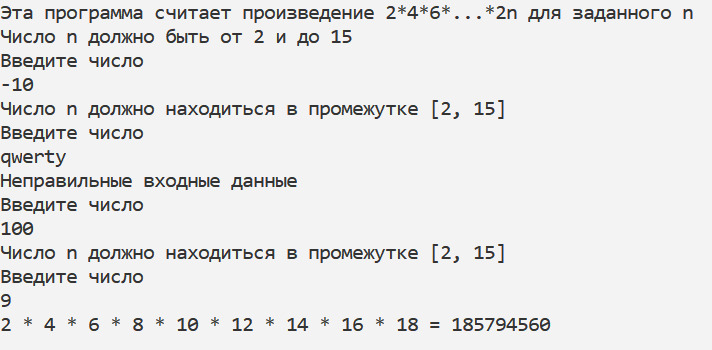 Эта программа считает произведение 2*4*6*...*2n для заданного n
Число n должно быть от 2 и до 15
Введите число
-10
Число n должно находиться в промежутке [2, 15]
Введите число
qwerty
Неправильные входные данные
Введите число
100
Число n должно находиться в промежутке [2, 15]
Введите число
9
2 * 4 * 6 * 8 * 10 * 12 * 14 * 16 * 18 = 185794560